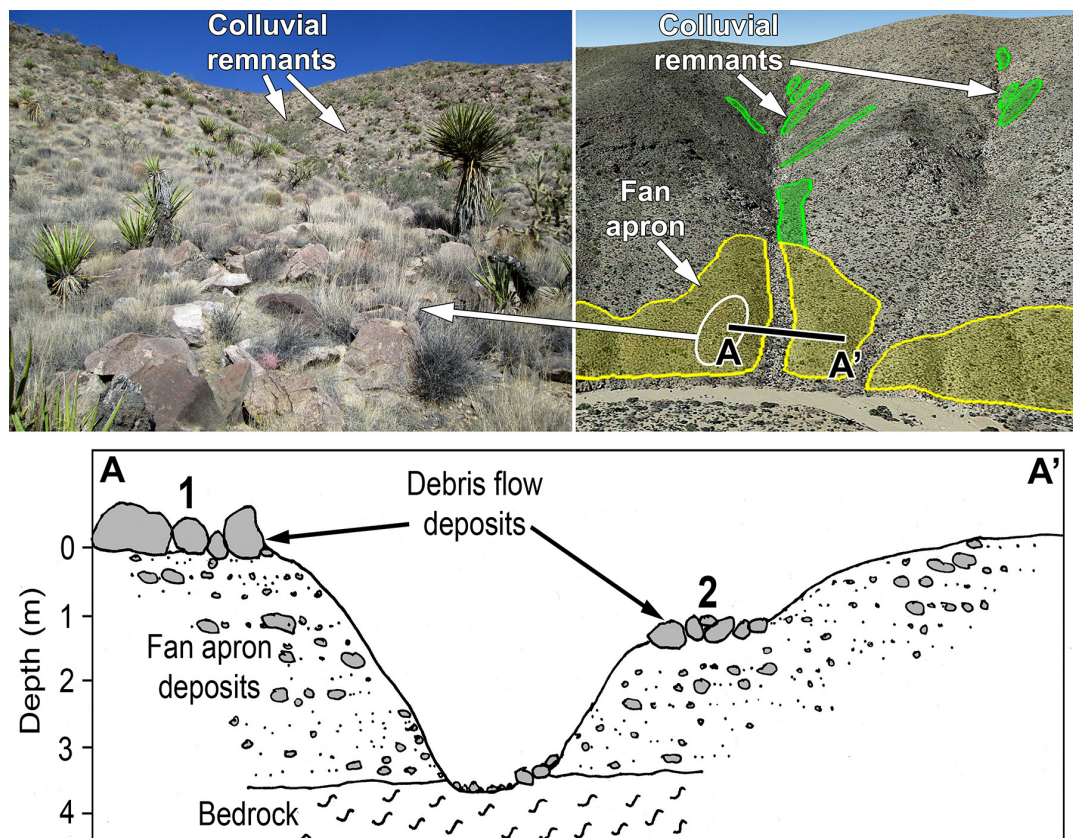 Colluvial
remnants
Colluvial
remnants
Fan
apron
A
A’
A
A’
1
Debris flow
deposits
2
0
1
2
3
4
Depth (m)
Fan apron
deposits
Bedrock